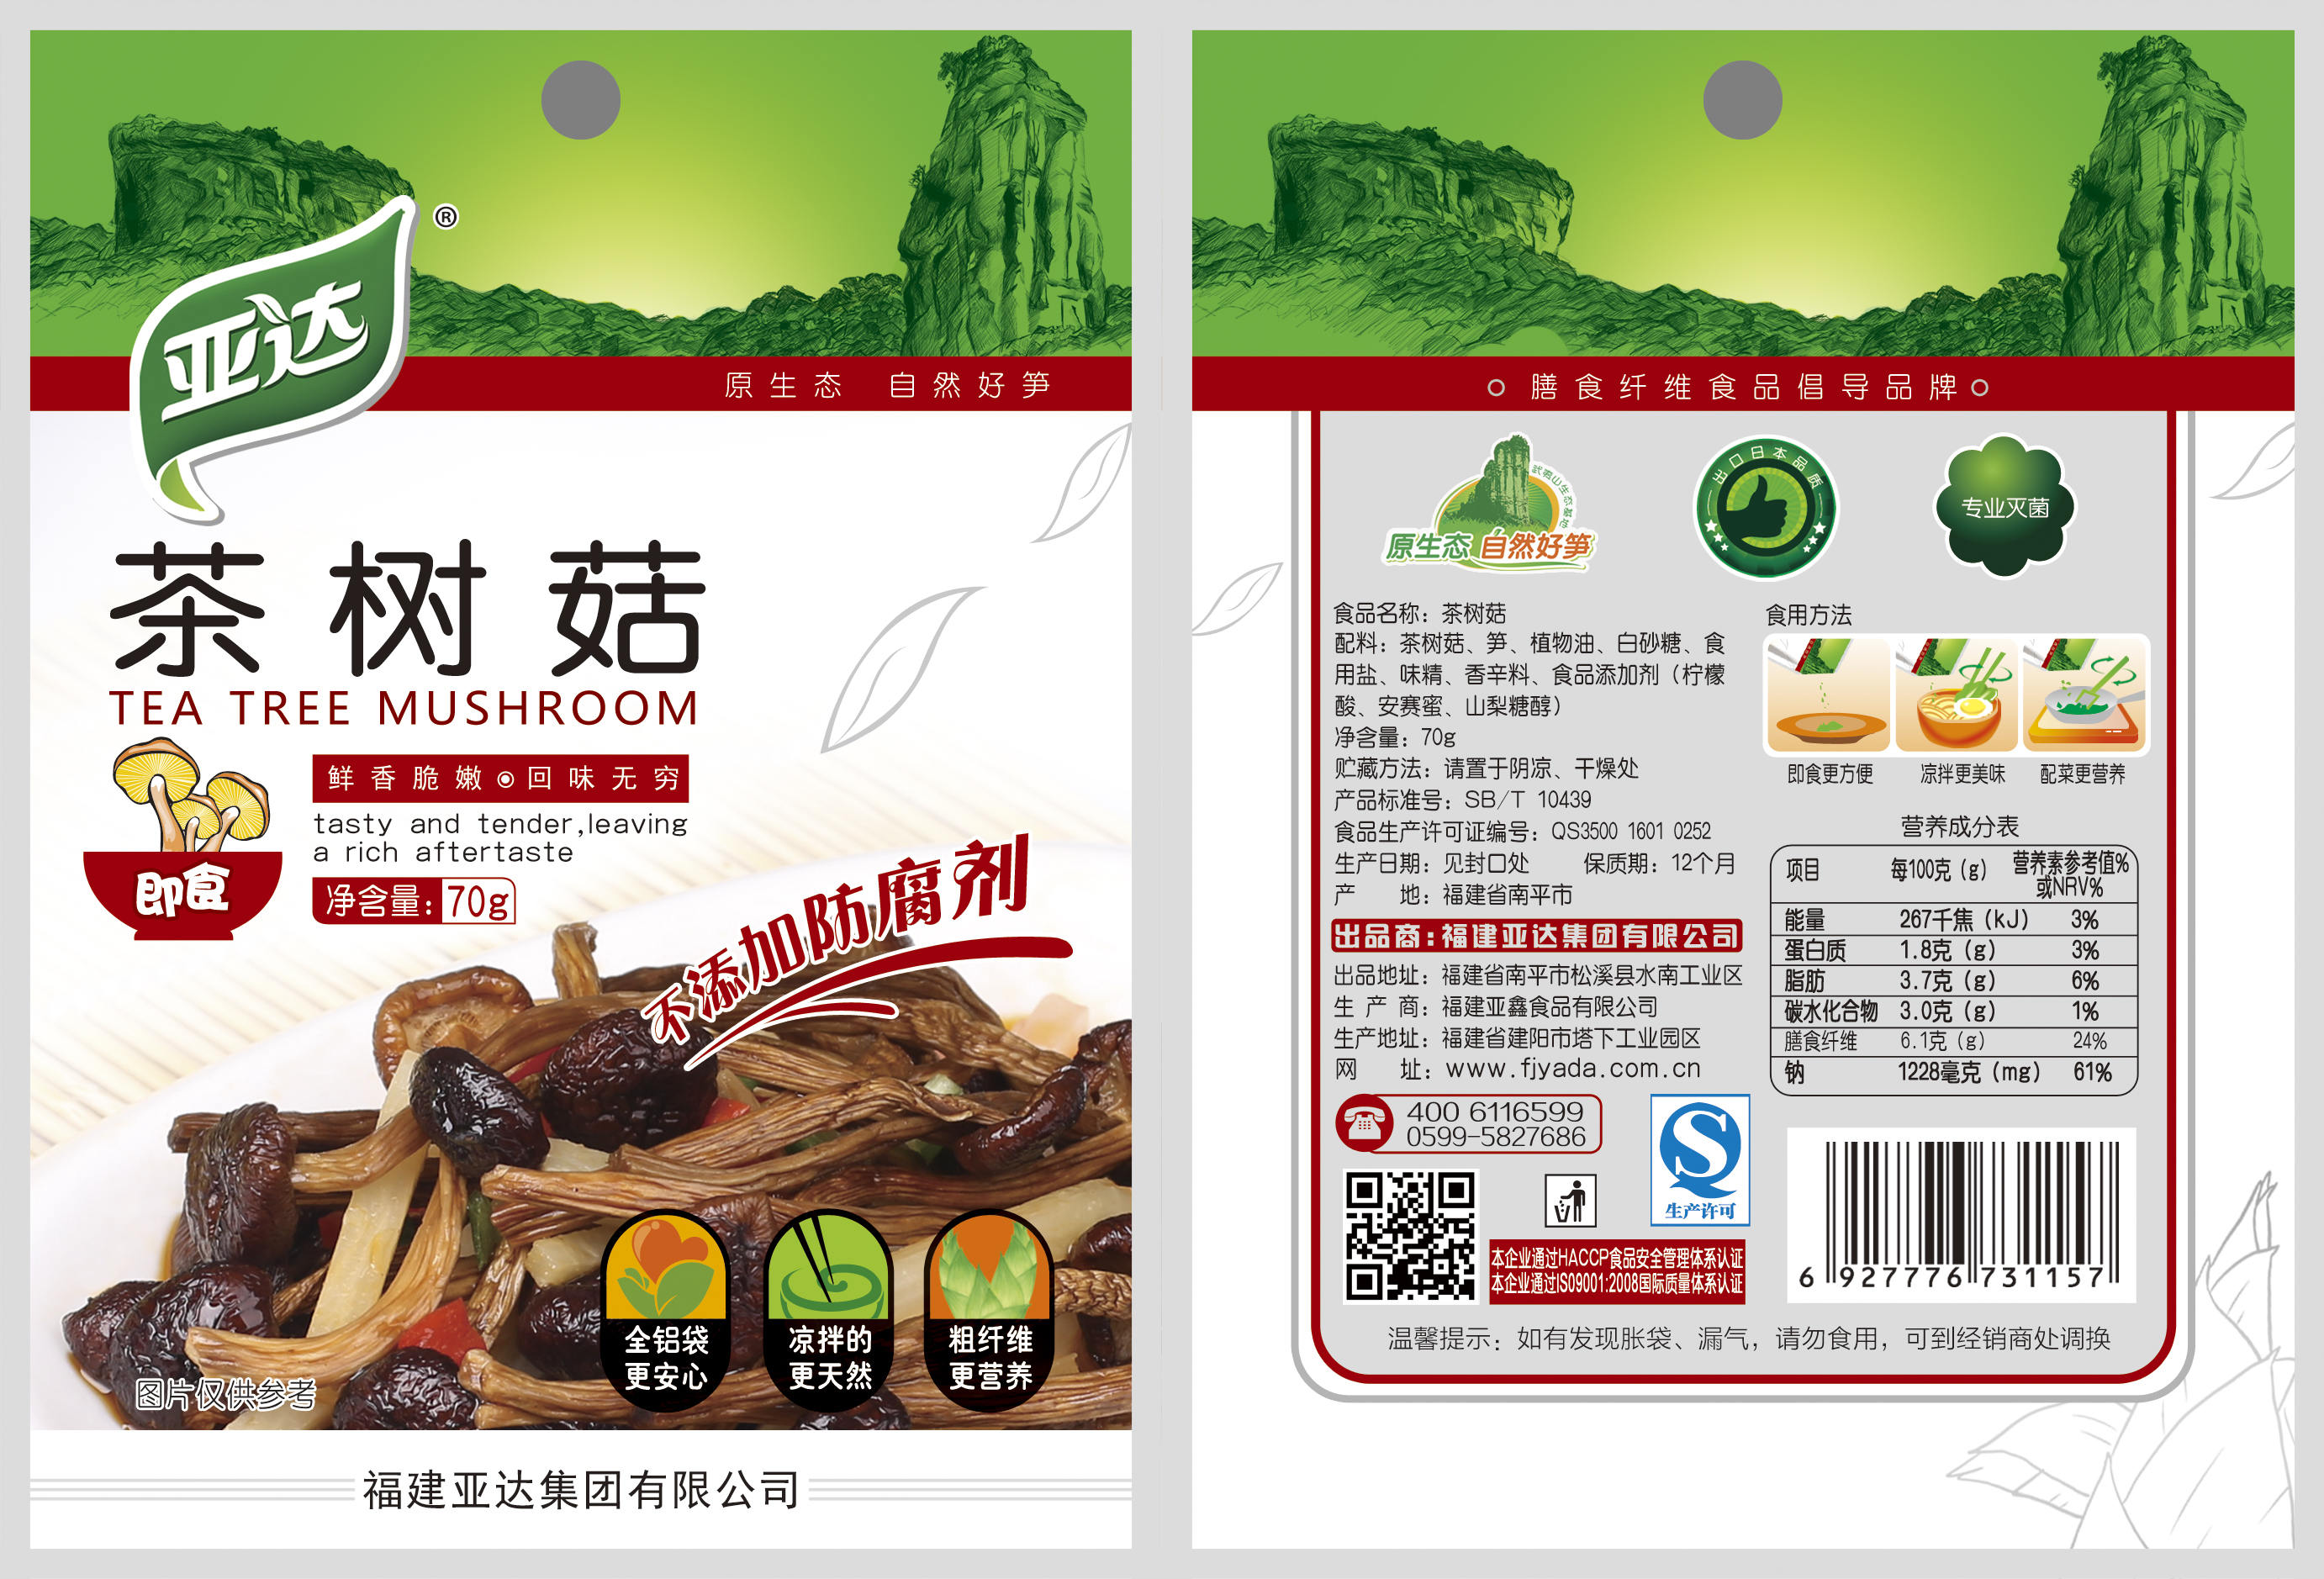 亚达
®
原生态 自然好笋
茶树菇
TEA TREE MUSHROOM
鲜香脆嫩◉回味无穷
tasty and tender,leaving
a rich aftertaste
即食
净含量：70g
不添加防腐剂
全铝袋
更安心
凉拌的
更天然
粗纤维
更营养
图片仅供参考
福建亚达集团有限公司
○膳食纤维食品倡导品牌○
武夷山生态基地
原生态 自然好笋
出口日本品质
专业灭菌
食品名称：茶树菇
配料：茶树菇、笋、植物油、白砂糖、食
用盐、味精、香辛料、食品添加剂（柠檬
酸、安赛蜜、山梨糖醇）
净含量：70g
贮藏方法：请置于阴凉、干燥处
产品标准号：SB/T 10439
食品生产许可证编号：QS3500 1601 0252
生产日期：见封口处 保质期：12个月
产 地：福建省南平市
出品商：福建亚达集团有限公司
出品地址：福建省南平市松溪县水南工业区
生 产 商：福建亚鑫食品有限公司
生产地址：福建省建阳市塔下工业园区
网 址：www.fjyada.com.cn
400 6116599
0599-5827686
食用方法
即食更方便 凉拌更美味 配菜更营养
营养成分表
项目 每100克（g） 营养素参考值%
或NRV%
能量 267千焦（kJ） 3%
蛋白质 1.8克（g） 3%
脂肪 3.7克（g） 6%
碳水化合物 3.0克（g） 1%
膳食纤维 6.1克（g） 24%
钠 1228毫克（mg） 61%
生产许可
本企业通过HACCP食品安全管理体系认证
本企业通过ISO9001:2008国际质量体系认证
6 927776 731157
温馨提示：如有发现胀袋、漏气，请勿食用，可到经销商处调换